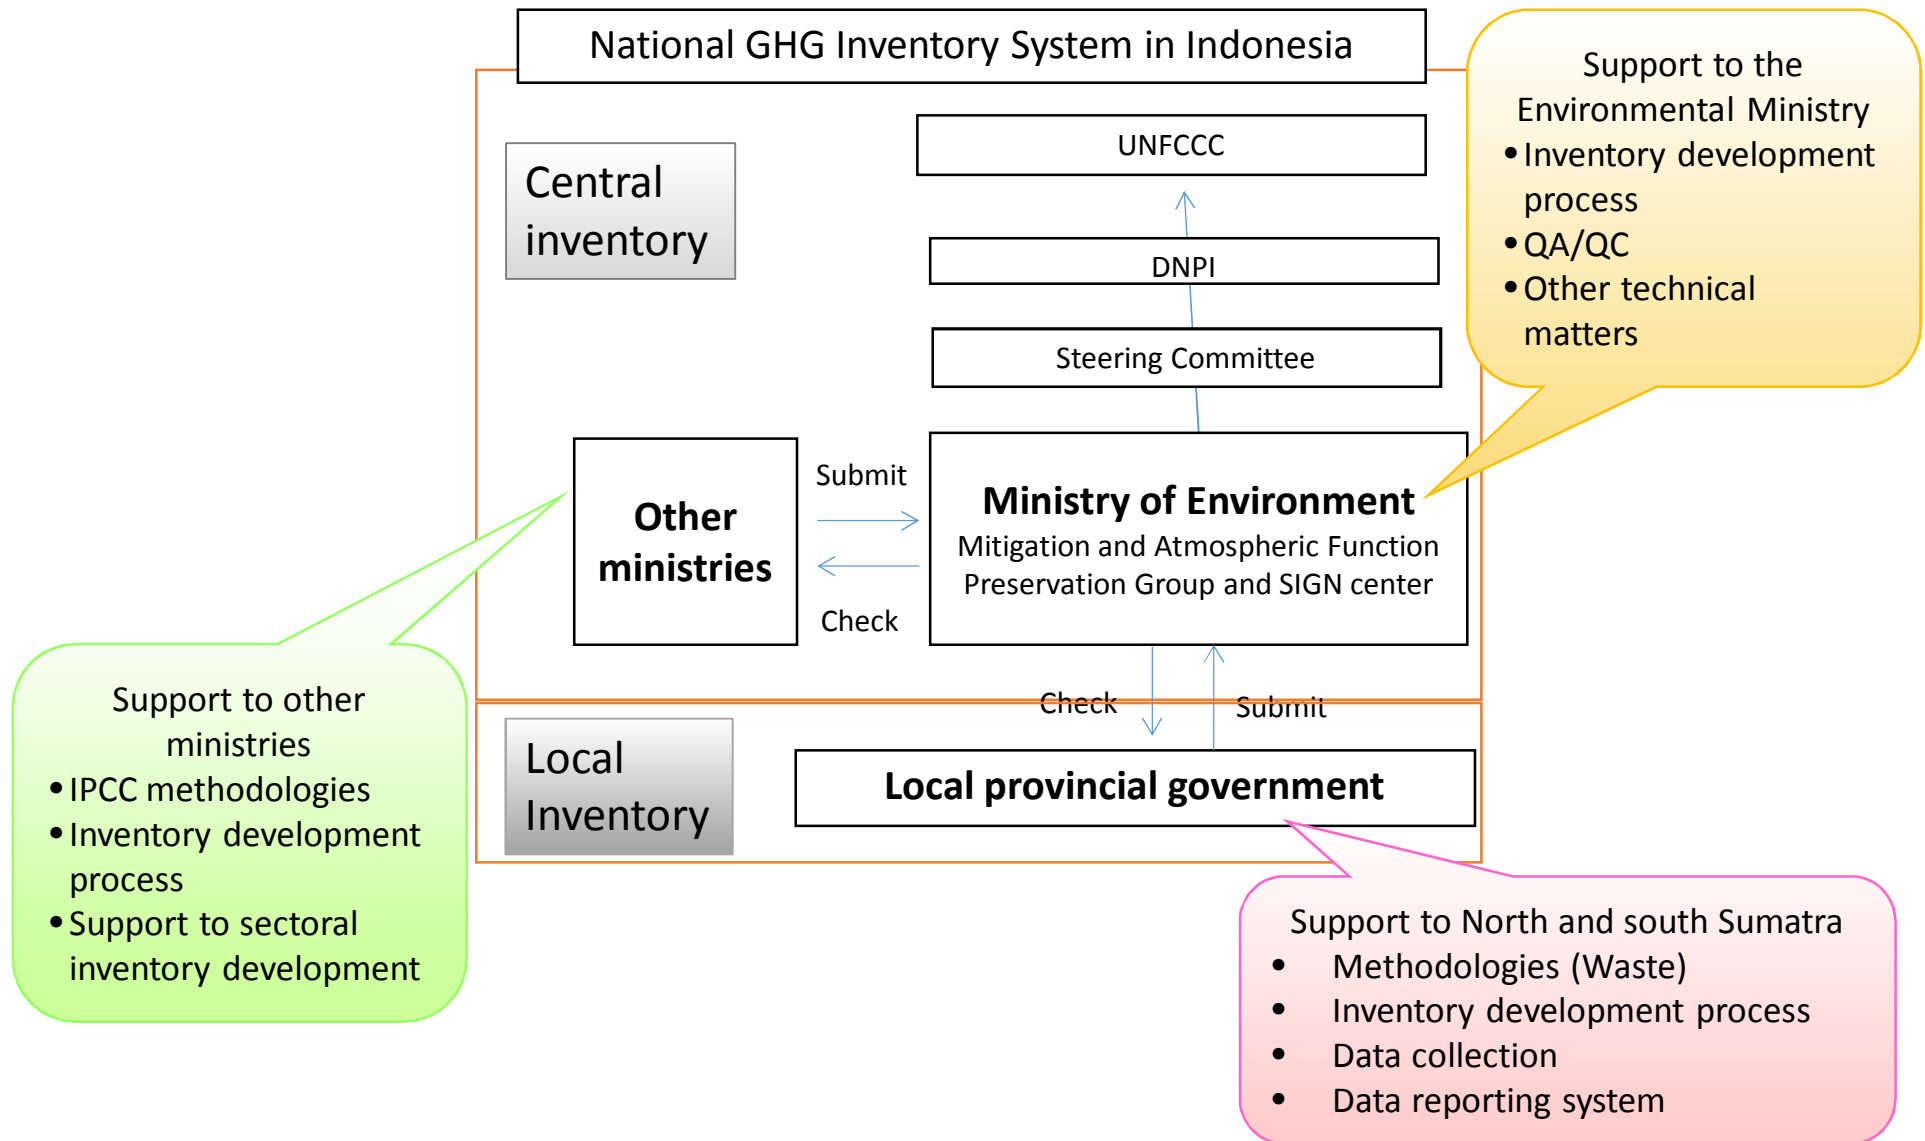 National GHG Inventory System in Indonesia
Support to the
Environmental Ministry
•Inventory development
process
•QA/QC
•Other technical
matters
UNFCCC
Central
inventory
DNPI
Steering Committee
Other
ministries
Submit
Check
Ministry of Environment
Mitigation and Atmospheric Function
Preservation Group and SIGN center
Check
Submit
Support to other
ministries
•IPCC methodologies
•Inventory development
process
•Support to sectoral
inventory development
Local
Inventory
Local provincial government
Support to North and south Sumatra
• Methodologies (Waste)
• Inventory development process
• Data collection
• Data reporting system